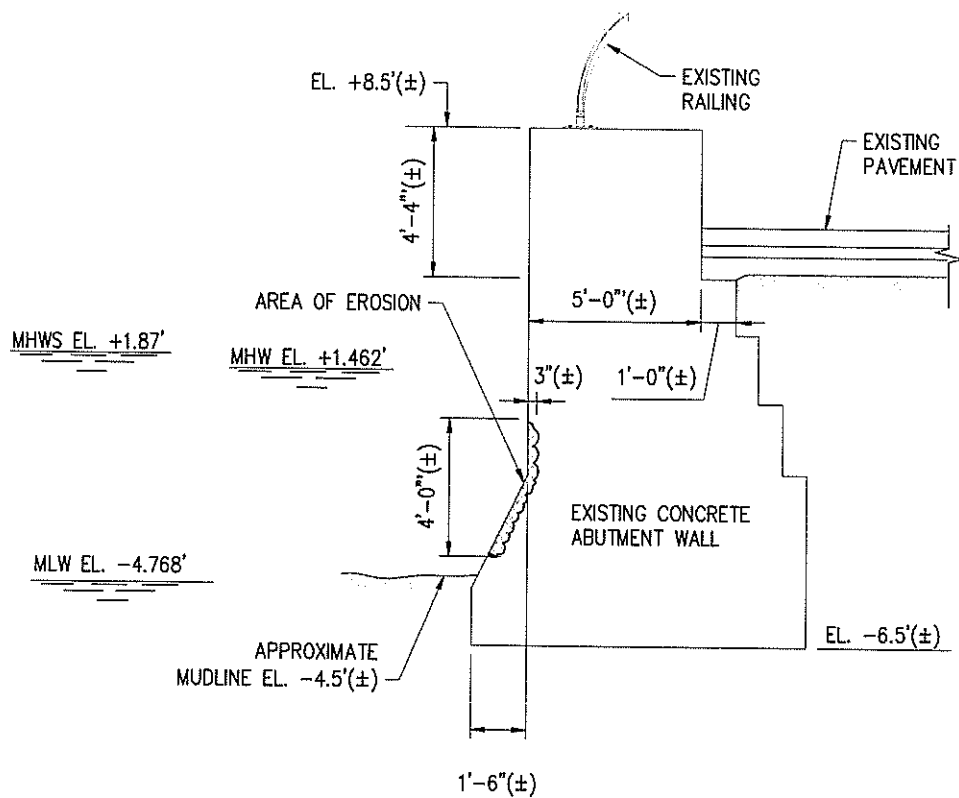 EL. +8.5'(±)
EXISTING
RAILING
EXISTING
PAVEMENT
4'-4"'(±)
AREA OF EROSION
5'-0"'(±)
MHWS EL. +1.87'
MHW EL. +1.462'
3"(±)
1'-0"(±)
4'-0"'(±)
EXISTING CONCRETE
ABUTMENT WALL
MLW EL. -4.768'
APPROXIMATE
MUDLINE EL. -4.5'(±)
EL. -6.5'(±)
1'-6"(±)